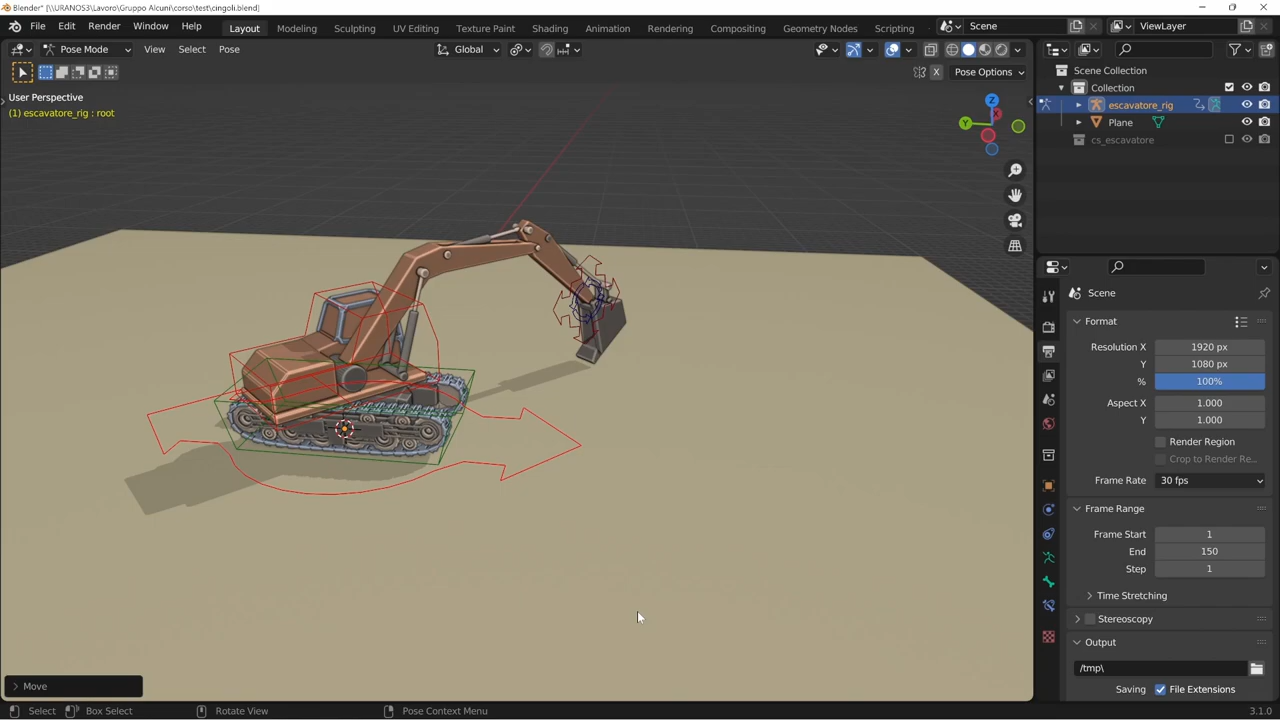 Blender* [\\URANOS3\Lavoro\Gruppo Alcuni\corso\test\cingoli.blend]
File Edit Render Window Help Layout Modeling Sculpting UV Editing Texture Paint Shading Animation Rendering Compositing Geometry Nodes Scripting Scene ViewLayer
Pose Mode View Select Pose Global
X Pose Options
User Perspective
(1) escavatore_rig : root
Z
Y
X
Move
Scene Collection
Collection
escavatore_rig
Plane
cs_escavatore
Scene
Format
Resolution X 1920 px
Y 1080 px
% 100%
Aspect X 1.000
Y 1.000
Render Region
Crop to Render Re...
Frame Rate 30 fps
Frame Range
Frame Start 1
End 150
Step 1
Time Stretching
Stereoscopy
Output
/tmp\
Saving File Extensions
Select Box Select Rotate View Pose Context Menu 3.1.0